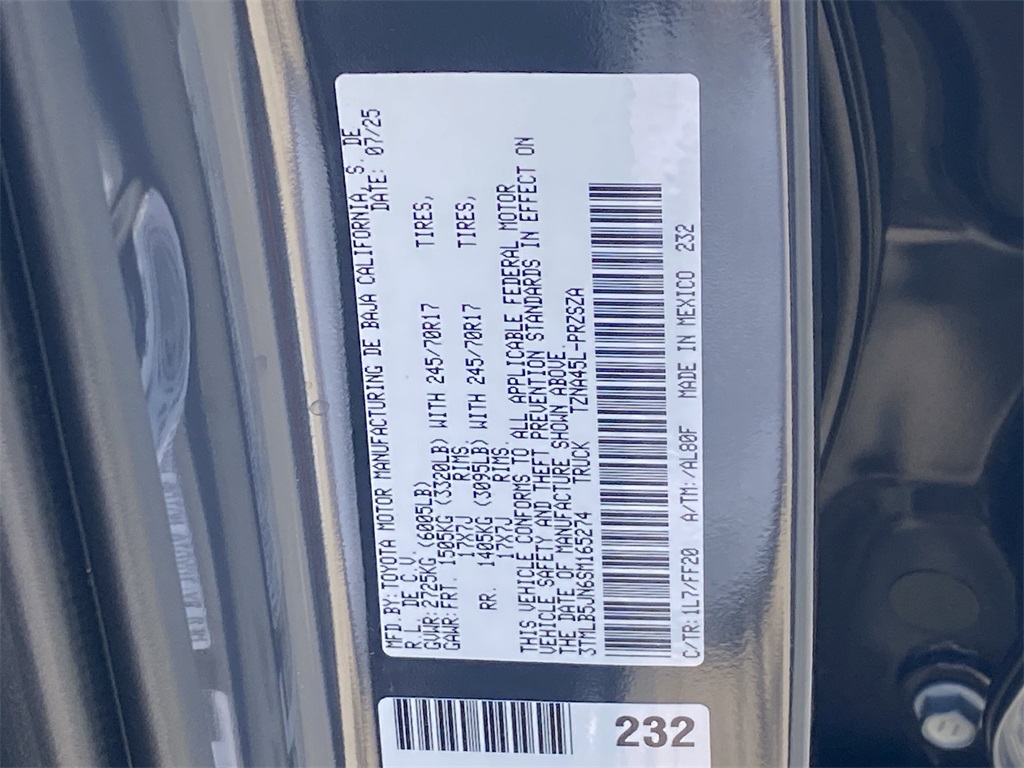 MFD.BY:TOYOTA MOTOR MANUFACTURING DE BAJA CALIFORNIA, S. DE
R.L. DE C.V. DATE: 07/25
GVWR:2725KG (6005LB)
GAWR:FRT. 1505KG (3320LB) WITH 245/70R17 TIRES,
17X7J RIMS,
RR. 1405KG (3095LB) WITH 245/70R17 TIRES,
17X7J RIMS.
THIS VEHICLE CONFORMS TO ALL APPLICABLE FEDERAL MOTOR
VEHICLE SAFETY AND THEFT PREVENTION STANDARDS IN EFFECT ON
THE DATE OF MANUFACTURE SHOWN ABOVE.
3TMLB5JN6SM165274 TRUCK TZNA45L-PRZSZA
C/TR:1L7/FF20 A/TM:/AL80F MADE IN MEXICO 232
232